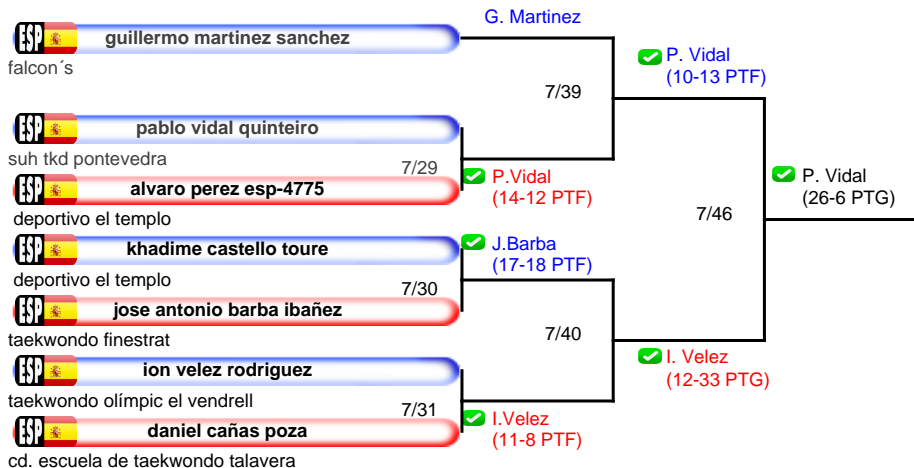 G. Martinez
ESP guillermo martinez sanchez
falcon´s
P. Vidal
(10-13 PTF)
7/39
ESP pablo vidal quinteiro
suh tkd pontevedra
7/29
P.Vidal
(14-12 PTF)
P. Vidal
(26-6 PTG)
ESP alvaro perez esp-4775
deportivo el templo
7/46
ESP khadime castello toure
J.Barba
(17-18 PTF)
deportivo el templo
7/30
ESP jose antonio barba ibañez
taekwondo finestrat
7/40
I. Velez
(12-33 PTG)
ESP ion velez rodriguez
taekwondo olímpic el vendrell
7/31
I.Velez
(11-8 PTF)
ESP daniel cañas poza
cd. escuela de taekwondo talavera